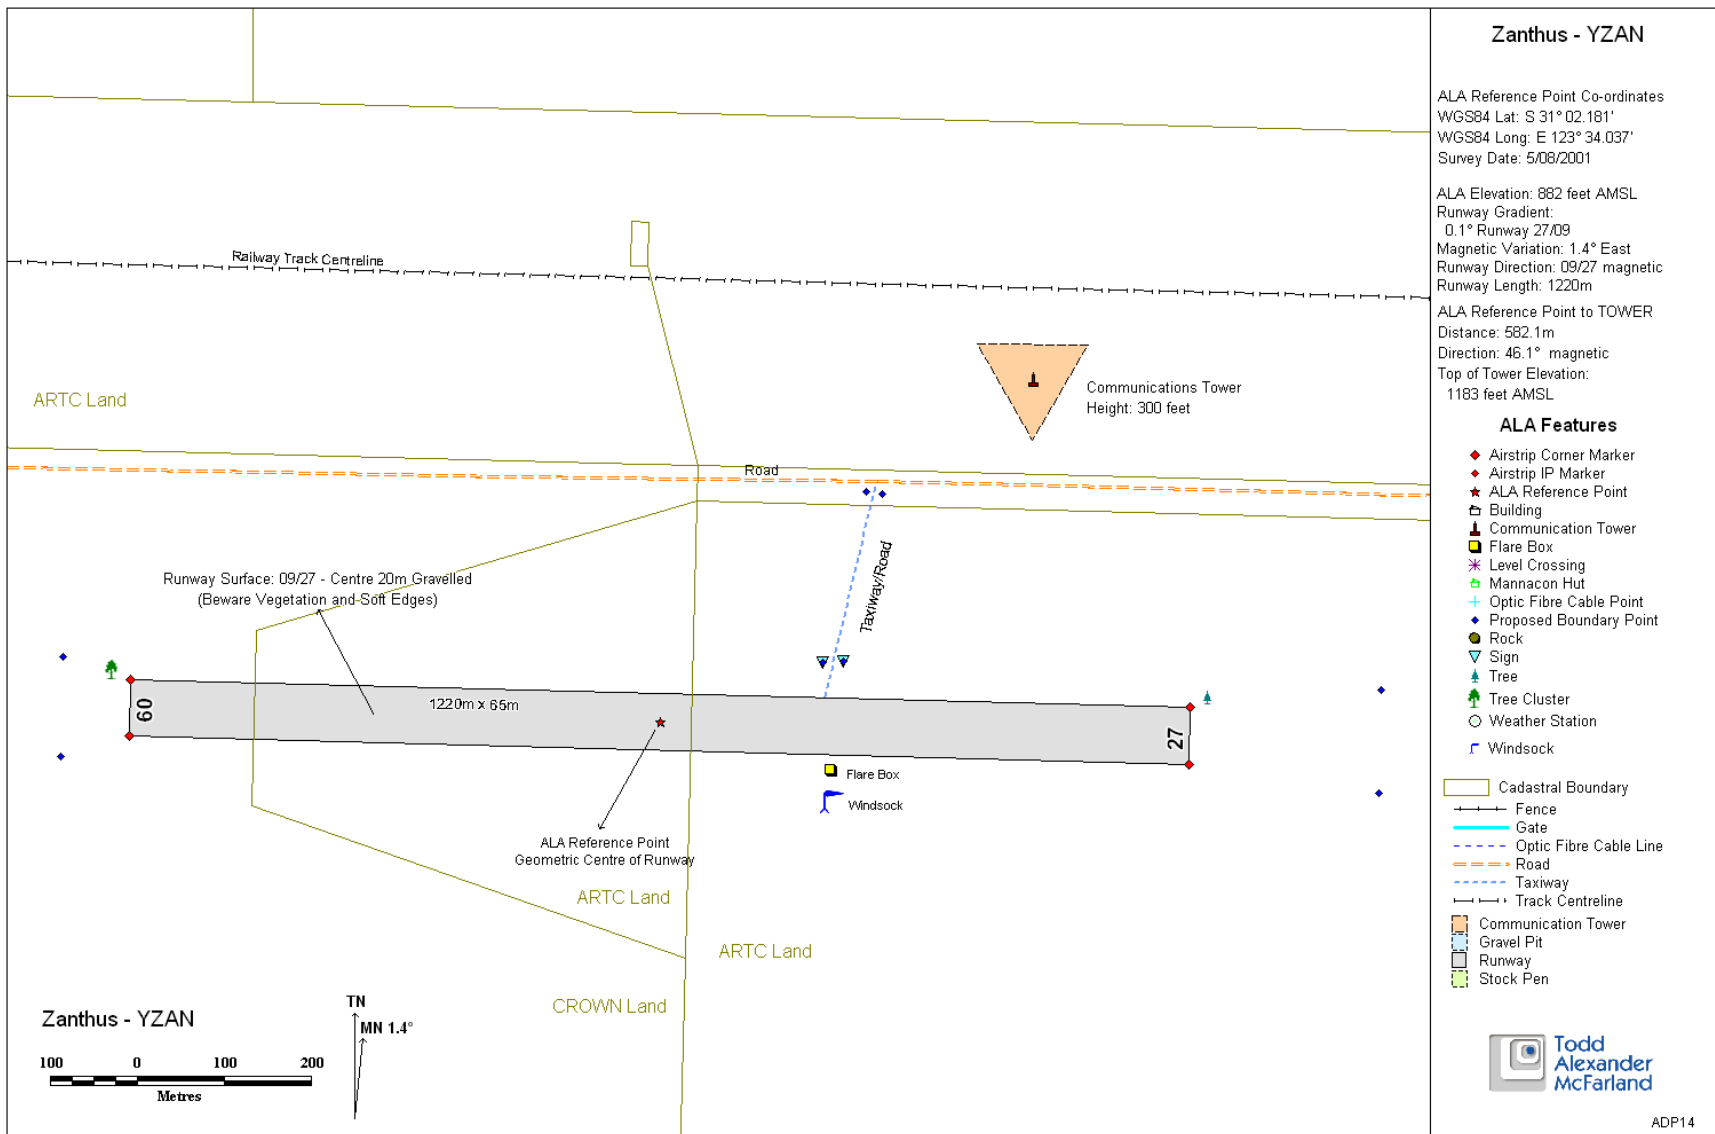 Zanthus - YZAN
ALA Reference Point Co-ordinates
WGS84 Lat: S 31° 02.181'
WGS84 Long: E 123° 34.037'
Survey Date: 5/08/2001
ALA Elevation: 882 feet AMSL
Runway Gradient:
0.1° Runway 27/09
Magnetic Variation: 1.4° East
Runway Direction: 09/27 magnetic
Runway Length: 1220m
ALA Reference Point to TOWER
Distance: 582.1m
Direction: 46.1° magnetic
Top of Tower Elevation:
1183 feet AMSL
ALA Features
Airstrip Corner Marker
Airstrip IP Marker
ALA Reference Point
Building
Communication Tower
Flare Box
Level Crossing
Mannacon Hut
Optic Fibre Cable Point
Proposed Boundary Point
Rock
Sign
Tree
Tree Cluster
Weather Station
Windsock
Cadastral Boundary
Fence
Gate
Optic Fibre Cable Line
Road
Taxiway
Track Centreline
Communication Tower
Gravel Pit
Runway
Stock Pen
Todd
Alexander
McFarland
ADP14
Railway Track Centreline
ARTC Land
Communications Tower
Height: 300 feet
Road
Taxiway/Road
Runway Surface: 09/27 - Centre 20m Gravelled
(Beware Vegetation and Soft Edges)
09
1220m x 65m
27
Flare Box
Windsock
ALA Reference Point
Geometric Centre of Runway
ARTC Land
ARTC Land
CROWN Land
Zanthus - YZAN
TN
MN 1.4°
100 0 100 200
Metres